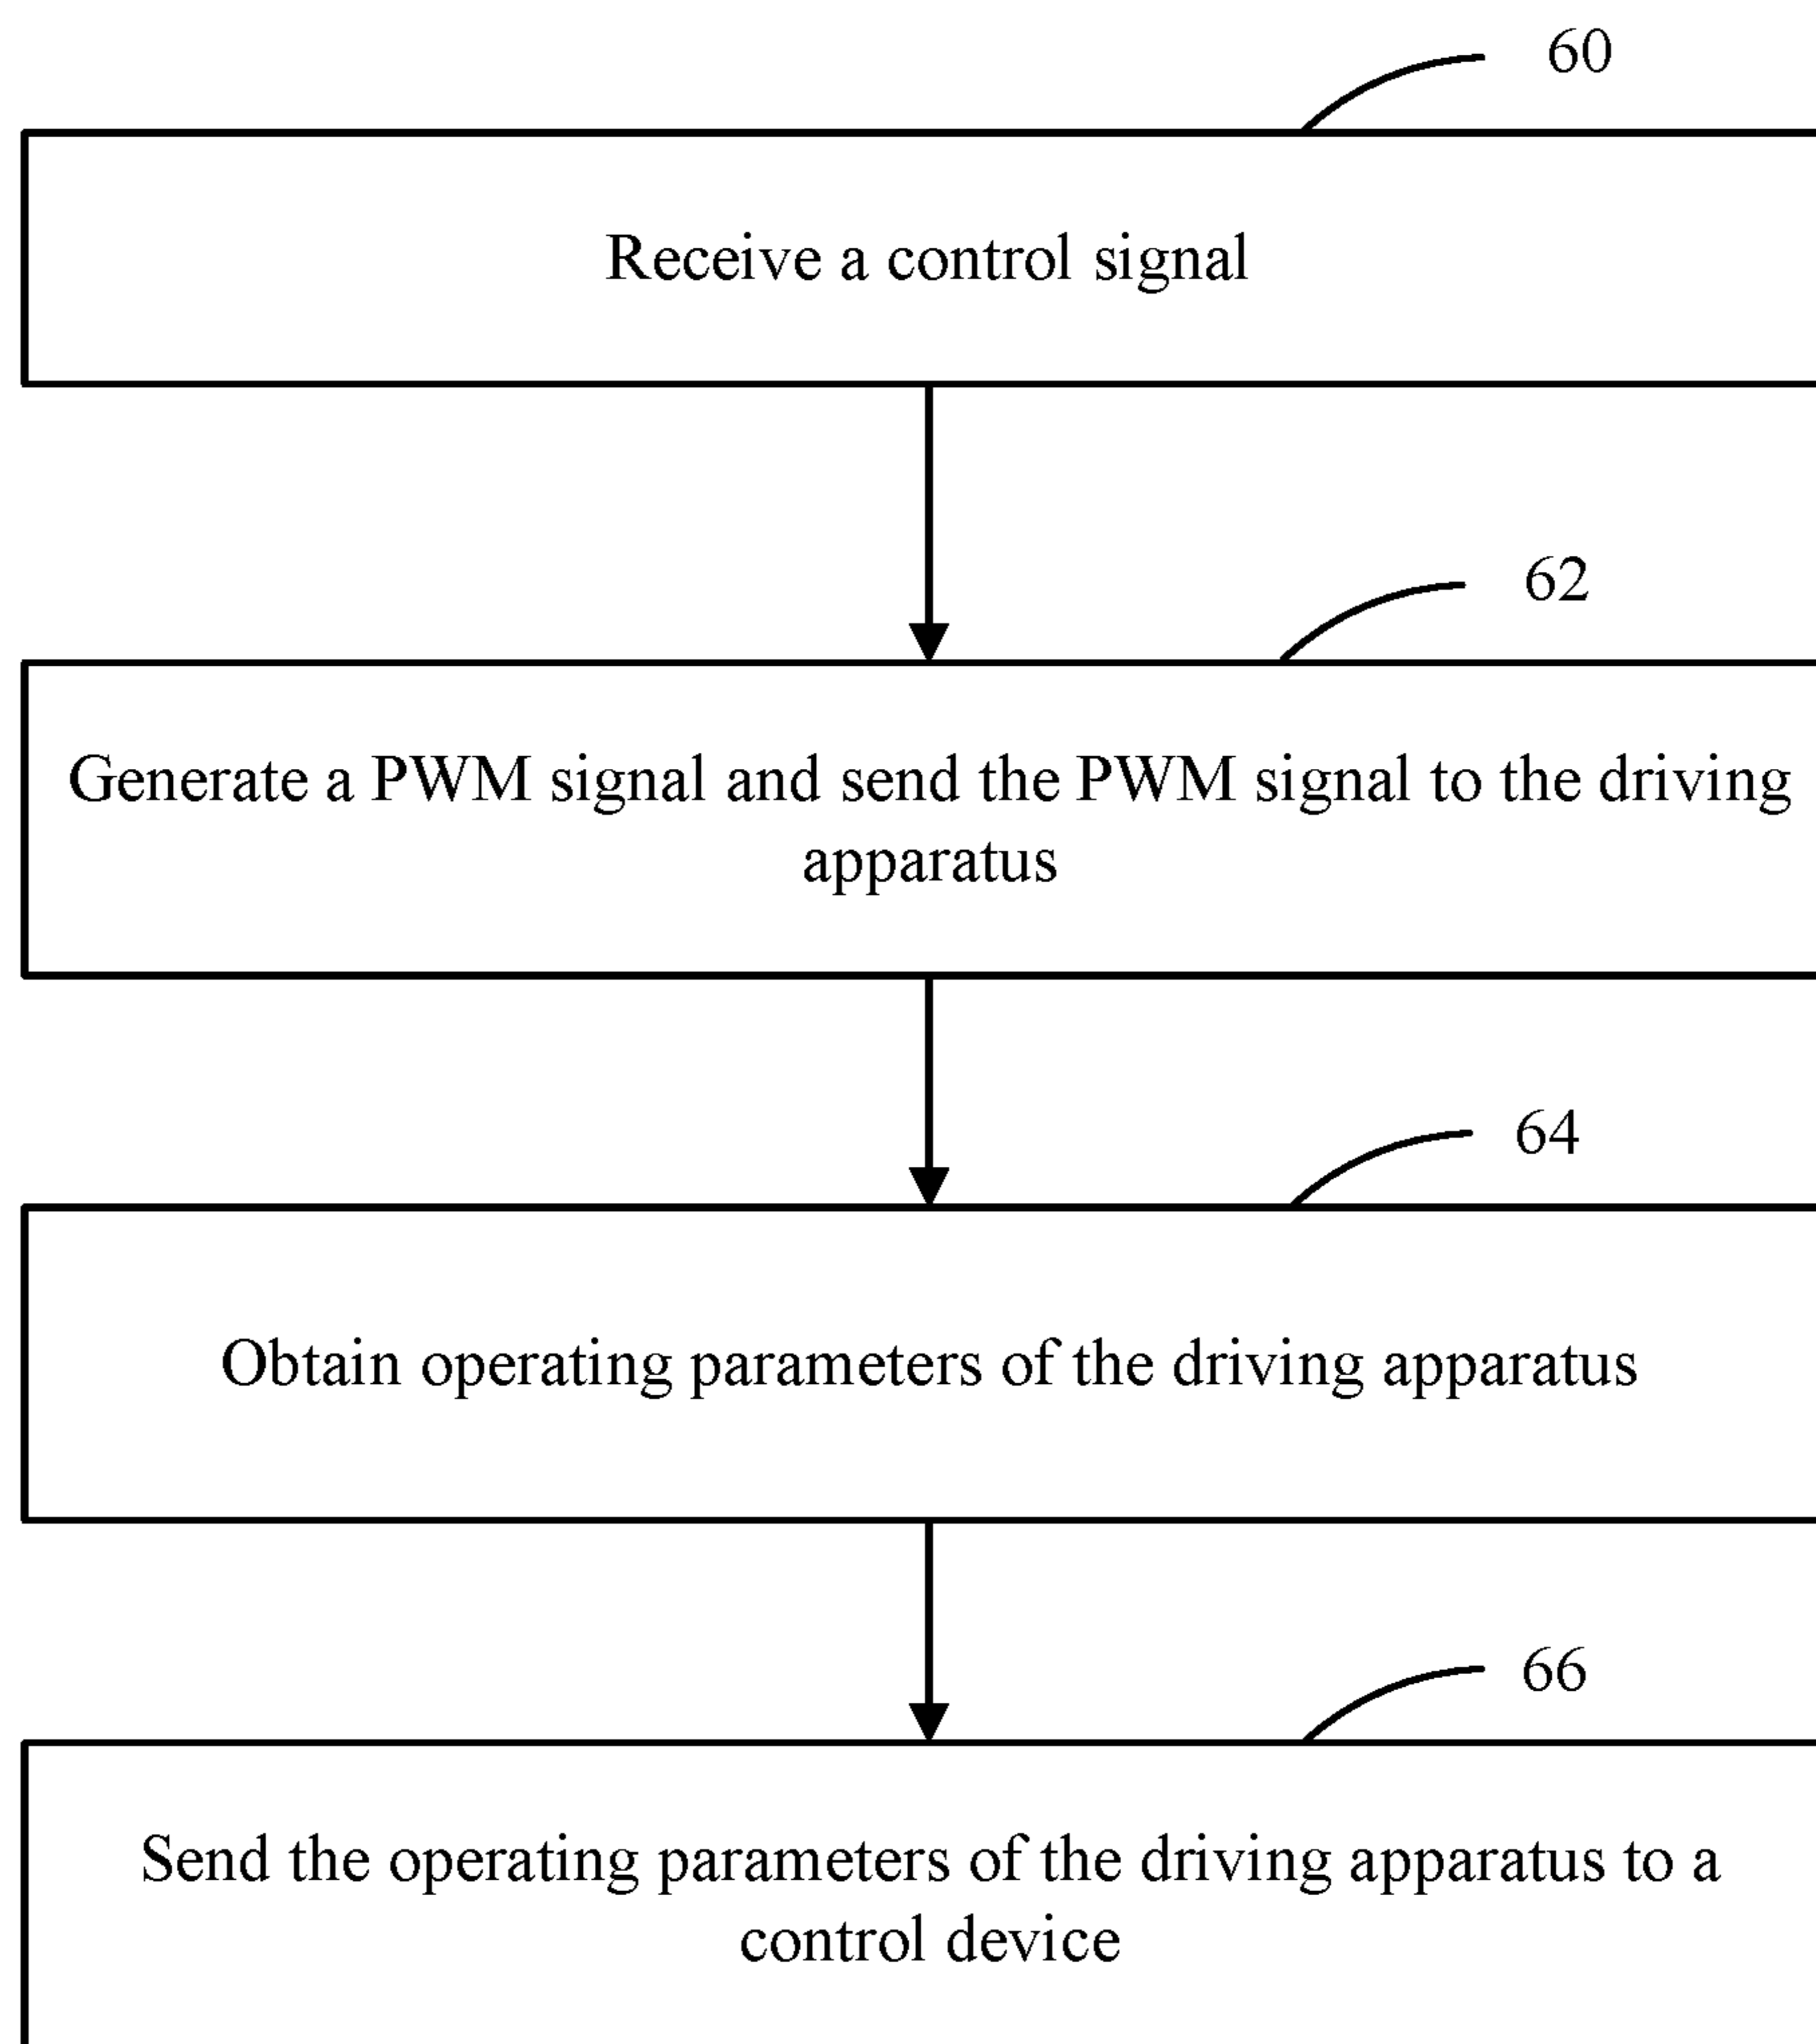 60
Receive a control signal
62
Generate a PWM signal and send the PWM signal to the driving
apparatus
64
Obtain operating parameters of the driving apparatus
66
Send the operating parameters of the driving apparatus to a
control device